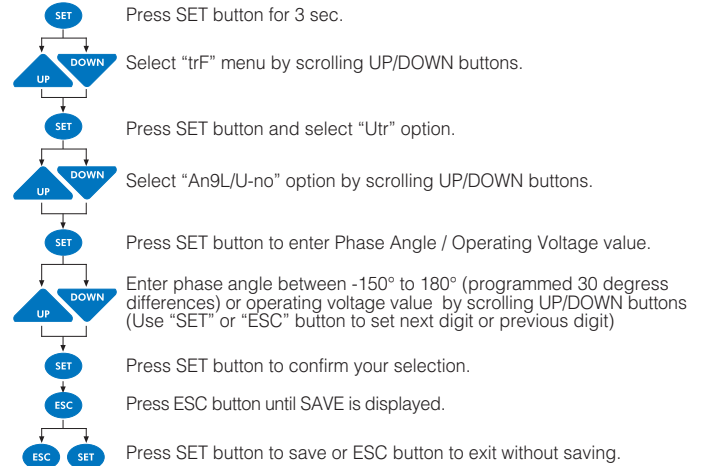 SET
Press SET button for 3 sec.
UP
DOWN
Select “trF” menu by scrolling UP/DOWN buttons.
SET
Press SET button and select “Utr” option.
UP
DOWN
Select “An9L/U-no” option by scrolling UP/DOWN buttons.
SET
Press SET button to enter Phase Angle / Operating Voltage value.
UP
DOWN
Enter phase angle between -150° to 180° (programmed 30 degress
differences) or operating voltage value by scrolling UP/DOWN buttons
(Use “SET” or “ESC” button to set next digit or previous digit)
SET
Press SET button to confirm your selection.
ESC
Press ESC button until SAVE is displayed.
ESC
SET
Press SET button to save or ESC button to exit without saving.